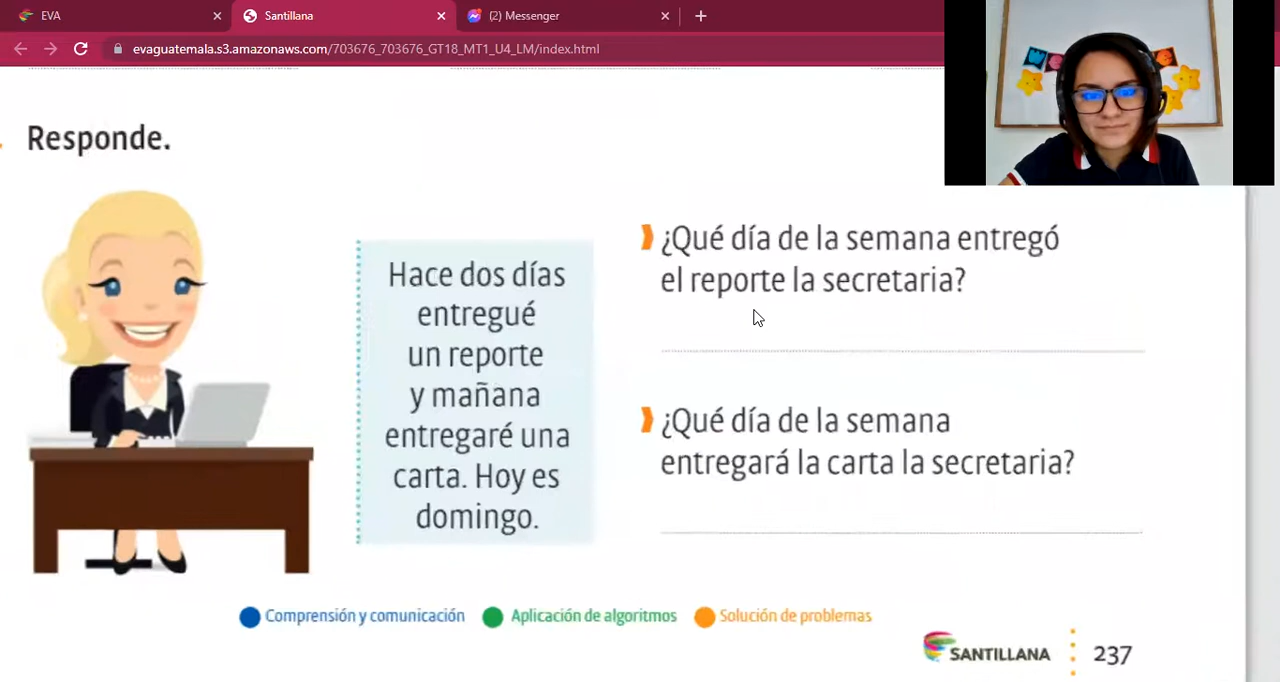 EVA
Santillana
(2) Messenger
evaguatemala.s3.amazonaws.com/703676_703676_GT18_MT1_U4_LM/index.html
Responde.
Hace dos días
entregué
un reporte
y mañana
entregaré una
carta. Hoy es
domingo.
¿Qué día de la semana entregó
el reporte la secretaria?
¿Qué día de la semana
entregará la carta la secretaria?
Comprensión y comunicación
Aplicación de algoritmos
Solución de problemas
SANTILLANA
237